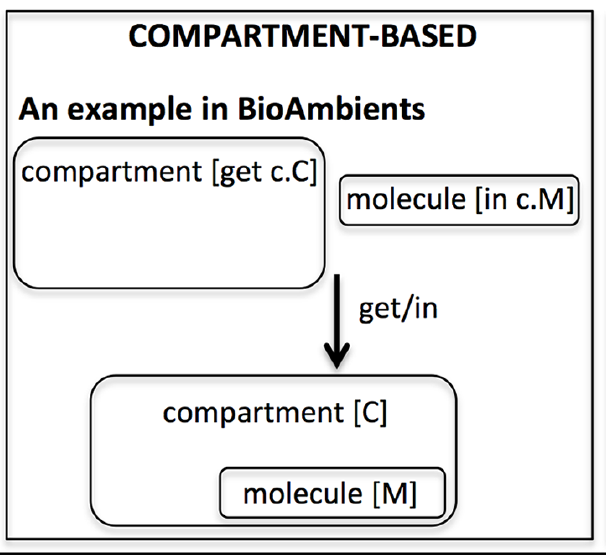 COMPARTMENT-BASED
An example in BioAmbients
compartment [get c.C]
molecule [in c.M]
get/in
compartment [C]
molecule [M]